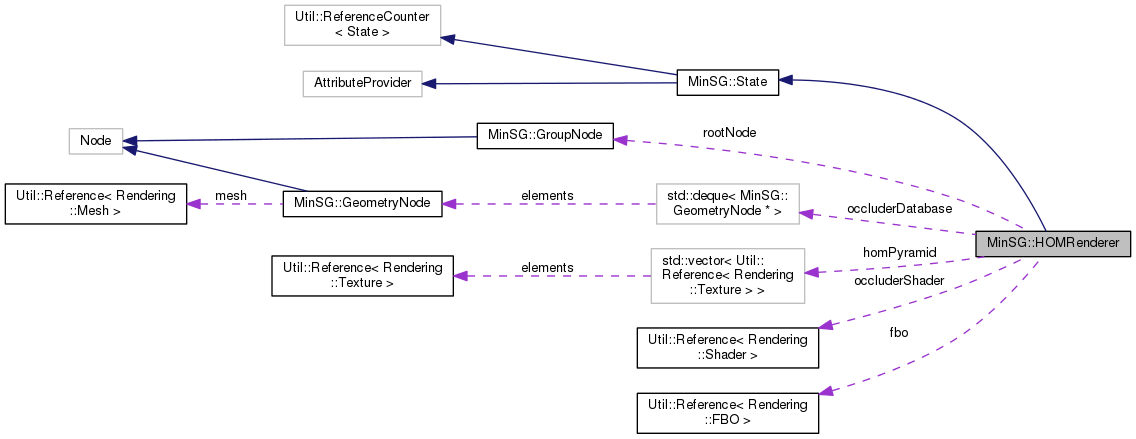 Util::ReferenceCounter
< State >
AttributeProvider
MinSG::State
Node
MinSG::GroupNode
rootNode
Util::Reference< Rendering
::Mesh >
mesh
MinSG::GeometryNode
elements
std::deque< MinSG::
GeometryNode * >
occluderDatabase
MinSG::HOMRenderer
Util::Reference< Rendering
::Texture >
elements
std::vector< Util::
Reference< Rendering
::Texture > >
homPyramid
occluderShader
Util::Reference< Rendering
::Shader >
fbo
Util::Reference< Rendering
::FBO >